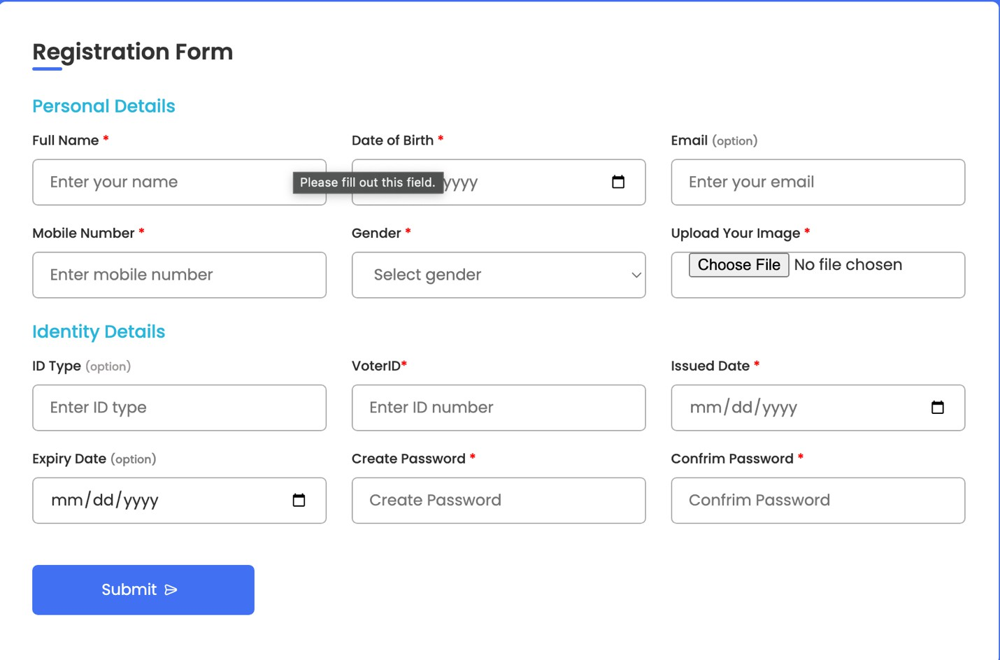 Registration Form
Personal Details
Full Name * Date of Birth * Email (option)
Enter your name Please fill out this field. yyyy Enter your email
Mobile Number * Gender * Upload Your Image *
Enter mobile number Select gender Choose File No file chosen
Identity Details
ID Type (option) VoterID* Issued Date *
Enter ID type Enter ID number mm/dd/yyyy
Expiry Date (option) Create Password * Confrim Password *
mm/dd/yyyy Create Password Confrim Password
Submit